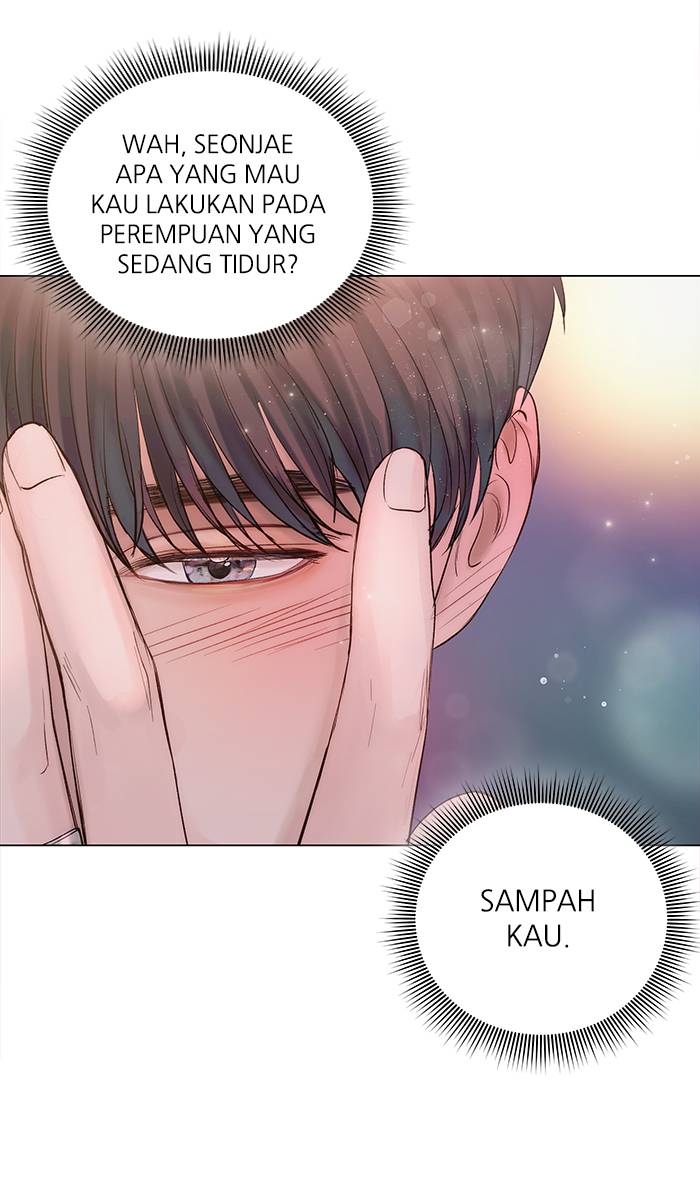 WAH, SEONJAE
APA YANG MAU
KAU LAKUKAN PADA
PEREMPUAN YANG
SEDANG TIDUR?
SAMPAH
KAU.